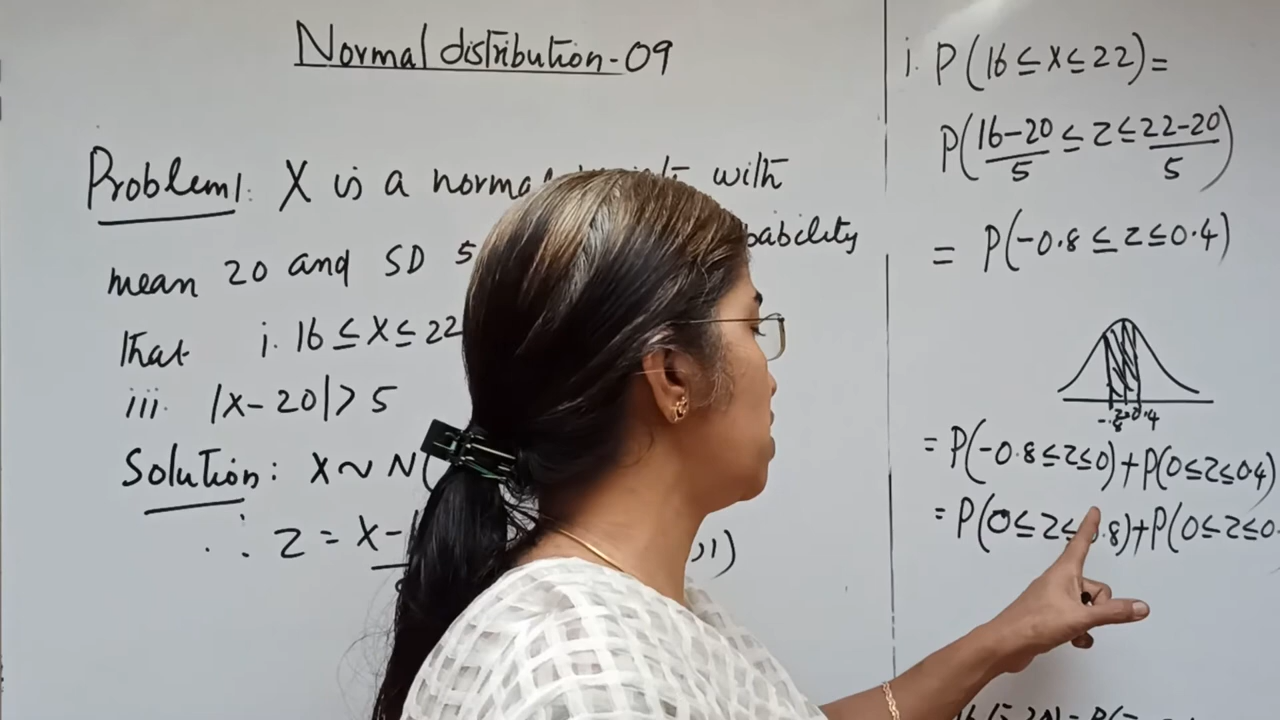 Normal distribution-09
Problem1: X is a normal with
mean 20 and SD 5
that i. 16 ≤ X ≤ 22
iii. |X-20| > 5
Solution: X ~ N(
∴ Z = X-
,1)
i. P(16 ≤ X ≤ 22) =
P(16-20/5 ≤ Z ≤ 22-20/5)
= P(-0.8 ≤ Z ≤ 0.4)
= P(-0.8 ≤ Z ≤ 0) + P(0 ≤ Z ≤ 0.4)
= P(0 ≤ Z ≤ 0.8) + P(0 ≤ Z ≤ 0.